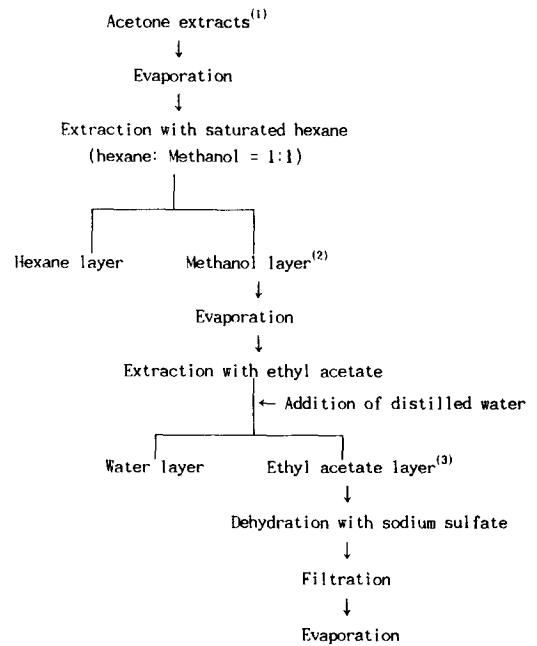 Acetone extracts(1)
↓
Evaporation
↓
Extraction with saturated hexane
(hexane: Methanol = 1:1)
Hexane layer Methanol layer(2)
↓
Evaporation
↓
Extraction with ethyl acetate
← Addition of distilled water
Water layer Ethyl acetate layer(3)
↓
Dehydration with sodium sulfate
↓
Filtration
↓
Evaporation